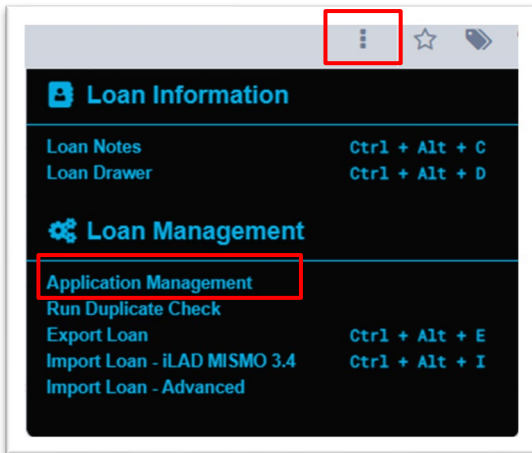 Loan Information
Loan Notes Ctrl + Alt + C
Loan Drawer Ctrl + Alt + D
Loan Management
Application Management
Run Duplicate Check
Export Loan Ctrl + Alt + E
Import Loan - iLAD MISMO 3.4 Ctrl + Alt + I
Import Loan - Advanced